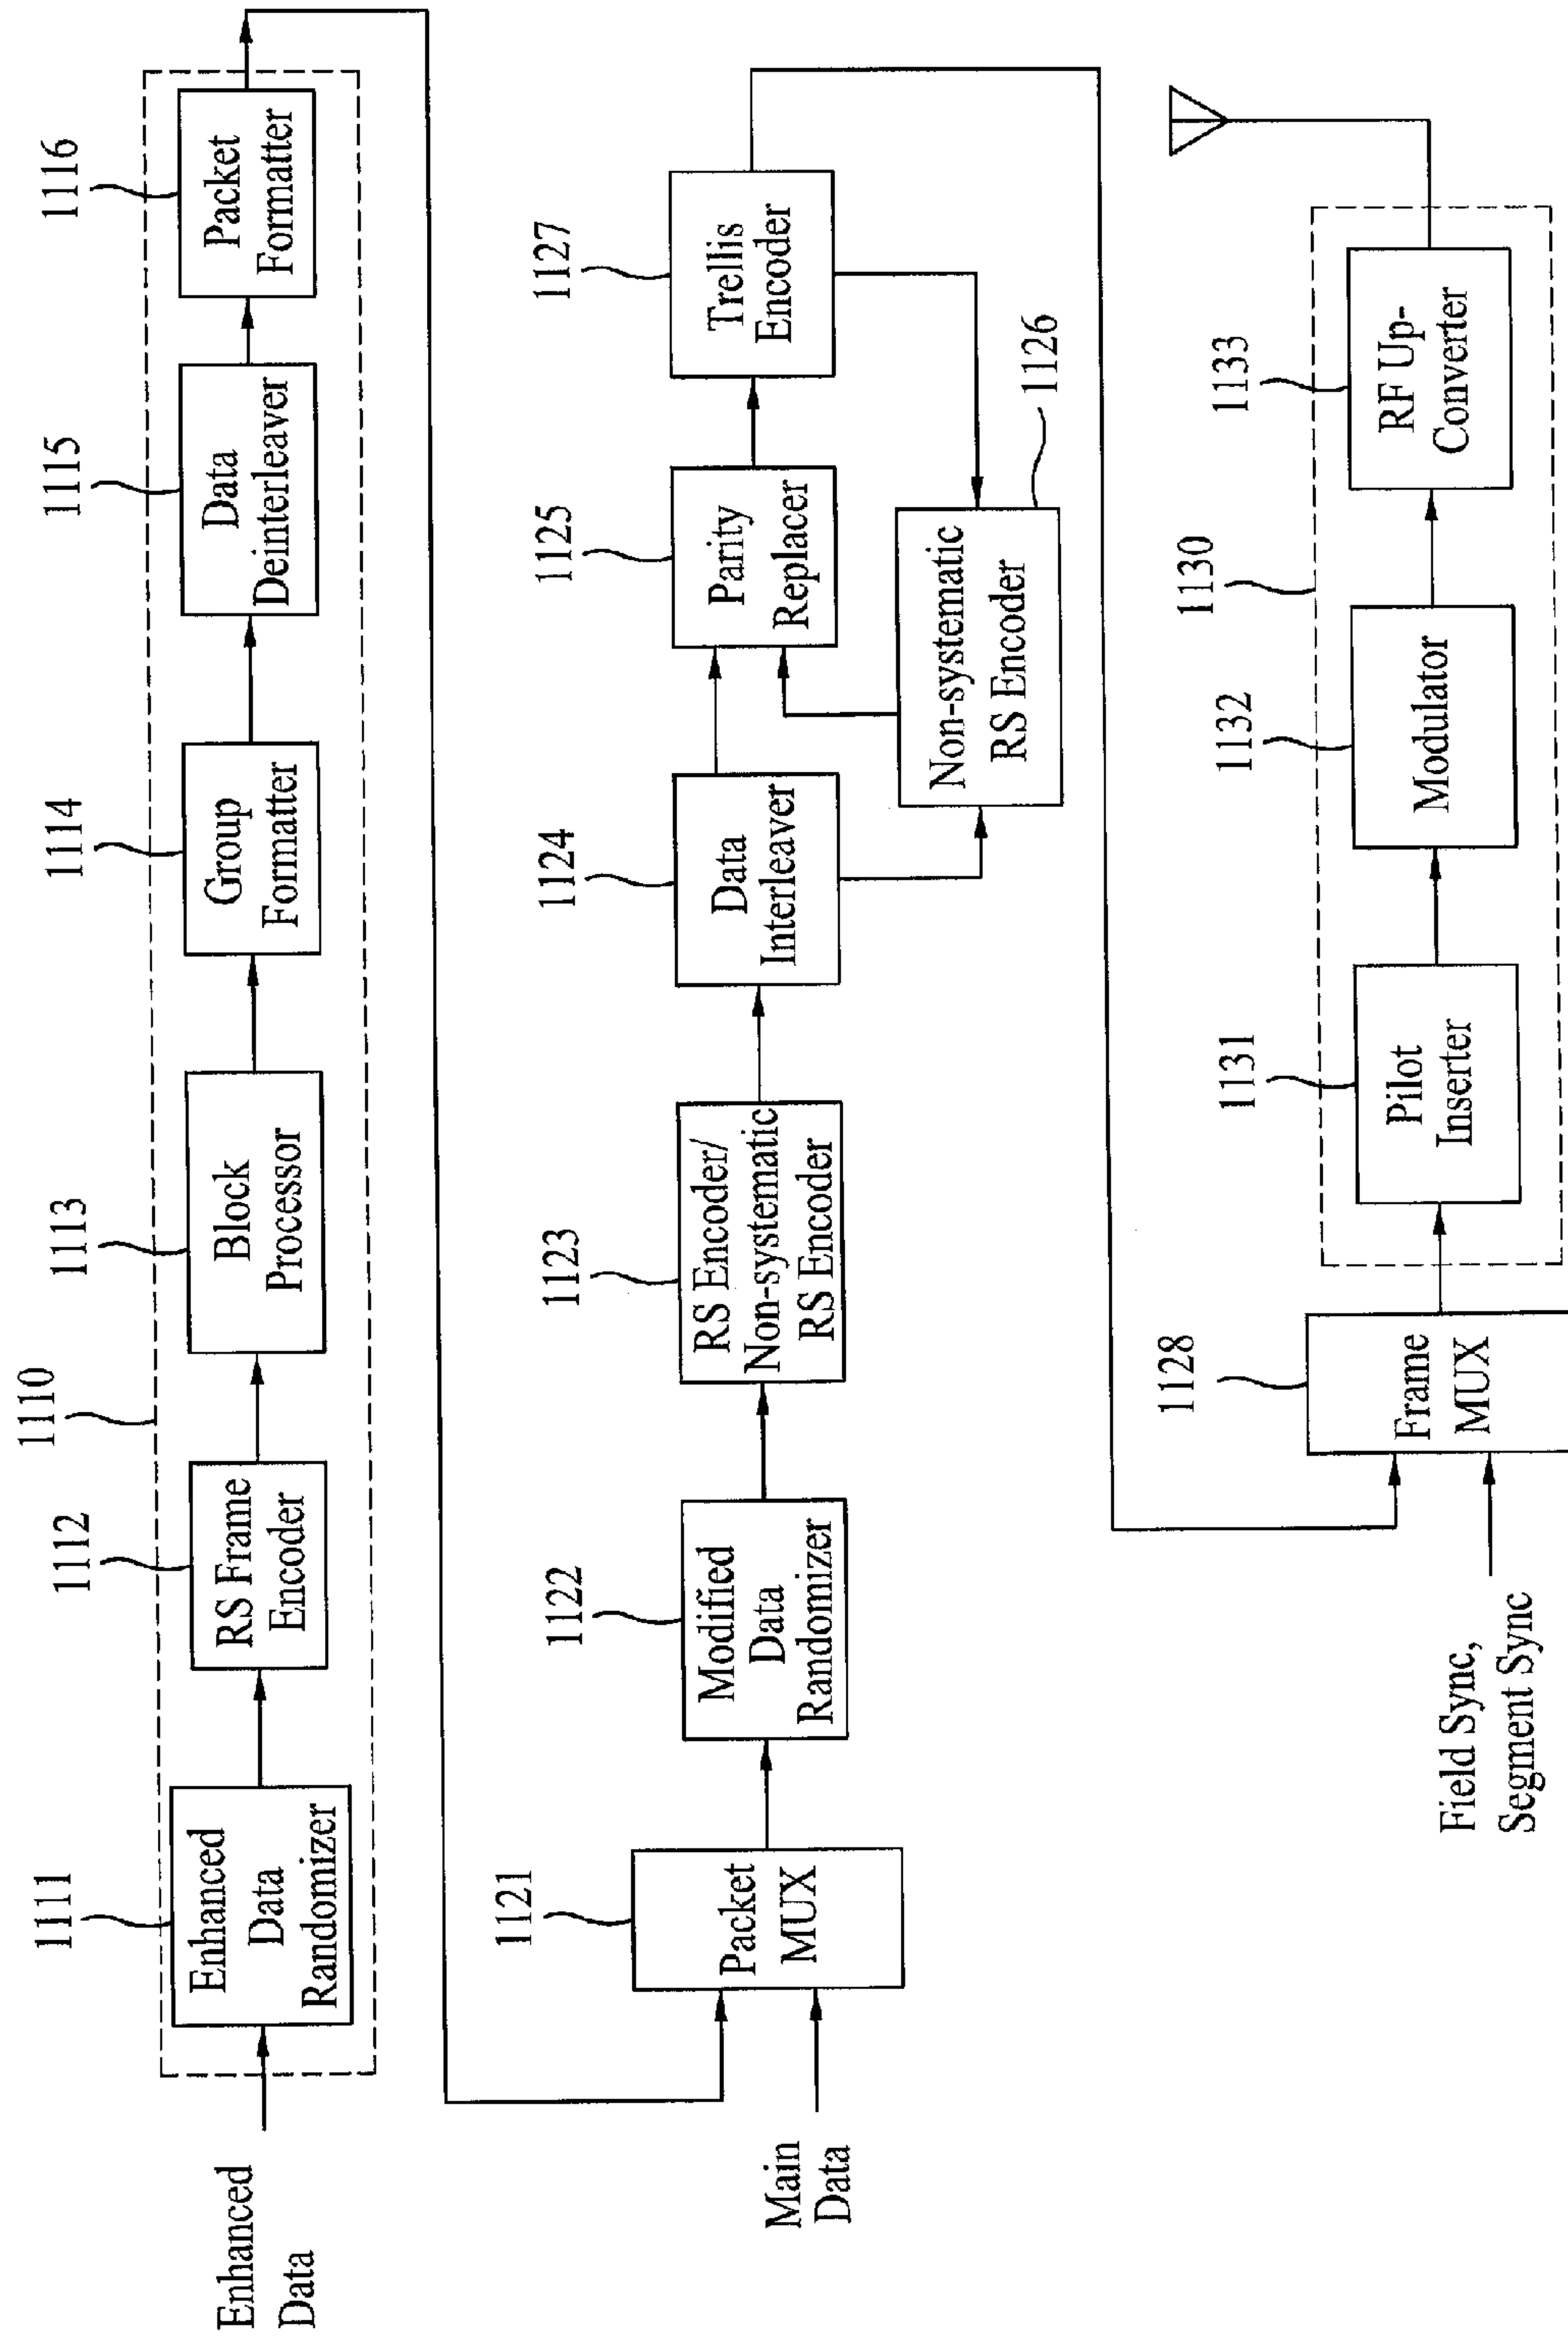 1110
1111
Enhanced
Data
Randomizer
1112
RS Frame
Encoder
1113
Block
Processor
1114
Group
Formatter
1115
Data
Deinterleaver
1116
Packet
Formatter
Enhanced
Data
1121
Packet
MUX
Main
Data
1122
Modified
Data
Randomizer
1123
RS Encoder/
Non-systematic
RS Encoder
1124
Data
Interleaver
1125
Parity
Replacer
1127
Trellis
Encoder
Non-systematic
RS Encoder
1126
1128
Frame
MUX
Field Sync,
Segment Sync
1130
1131
Pilot
Inserter
1132
Modulator
1133
RF Up-
Converter